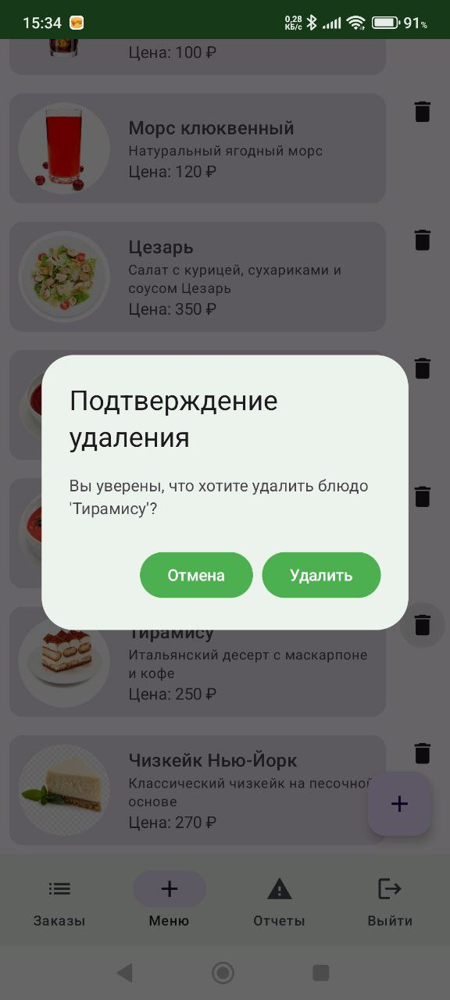 15:34
0,28
КБ/с
91%
Цена: 100 ₽
Морс клюквенный
Натуральный ягодный морс
Цена: 120 ₽
Цезарь
Салат с курицей, сухариками и
соусом Цезарь
Цена: 350 ₽
Подтверждение
удаления
Вы уверены, что хотите удалить блюдо
'Тирамису'?
Отмена
Удалить
Тирамису
Итальянский десерт с маскарпоне
и кофе
Цена: 250 ₽
Чизкейк Нью-Йорк
Классический чизкейк на песочной
основе
Цена: 270 ₽
Заказы
Меню
Отчеты
Выйти